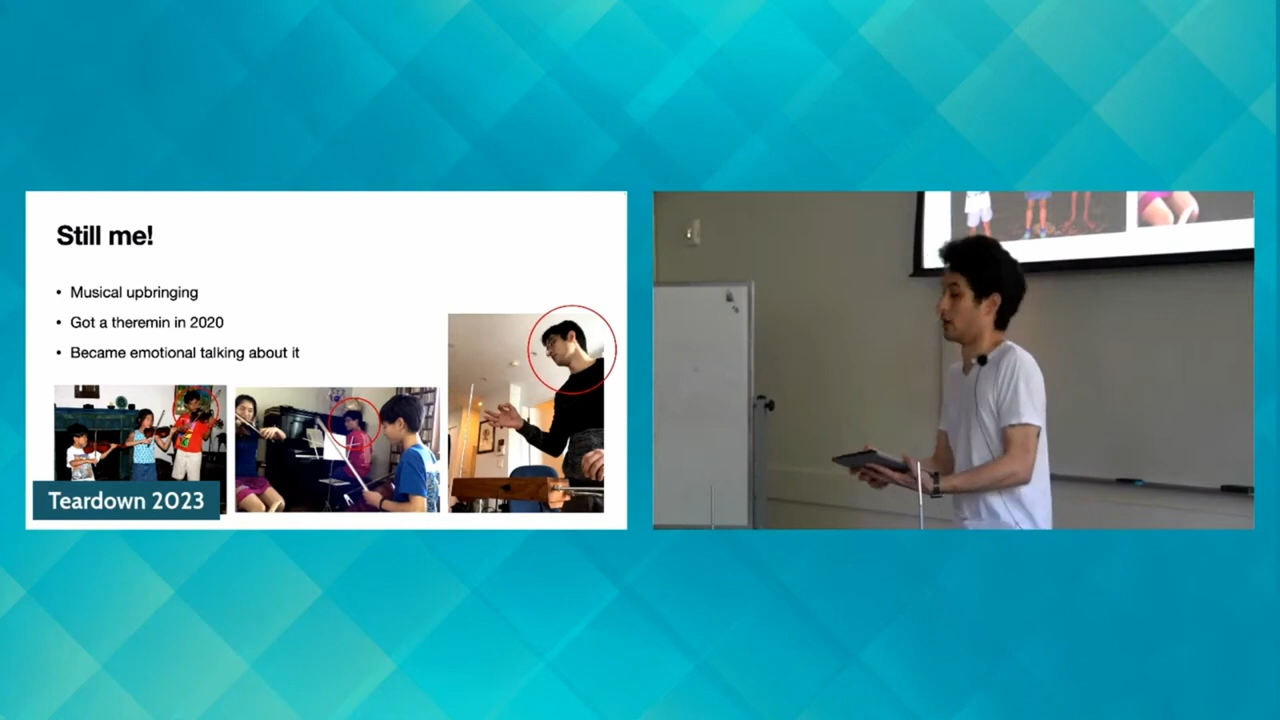 Still me!
• Musical upbringing
• Got a theremin in 2020
• Became emotional talking about it
Teardown 2023